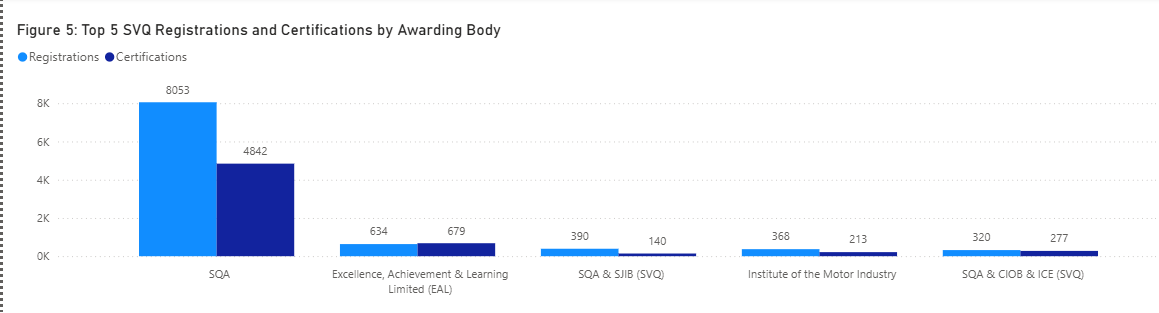 Figure 5: Top 5 SVQ Registrations and Certifications by Awarding Body
Registrations Certifications
8053
8K
6K
4842
4K
2K
634 679 390 140 368 213 320 277
0K
SQA Excellence, Achievement & Learning SQA & SJIB (SVQ) Institute of the Motor Industry SQA & CIOB & ICE (SVQ)
Limited (EAL)